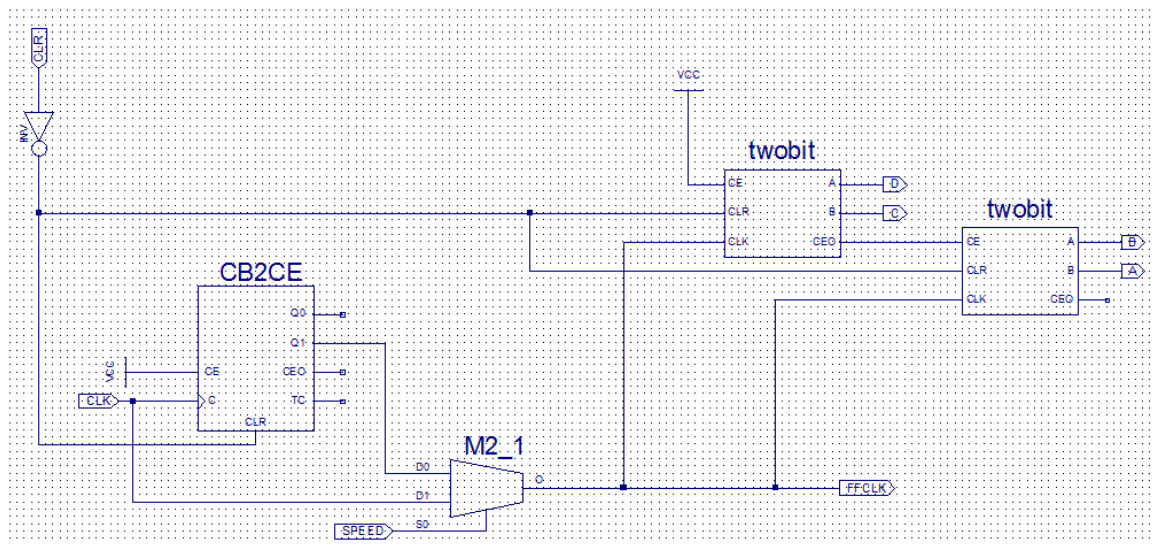 CLR
INV
VCC
twobit
CE
A
D
CLR
B
C
CLK
CEO
twobit
CE
A
B
CLR
B
A
CLK
CEO
CB2CE
Q0
Q1
VCC
CE
CEO
CLK
C
TC
CLR
M2_1
D0
O
D1
FFCLK
SPEED
S0